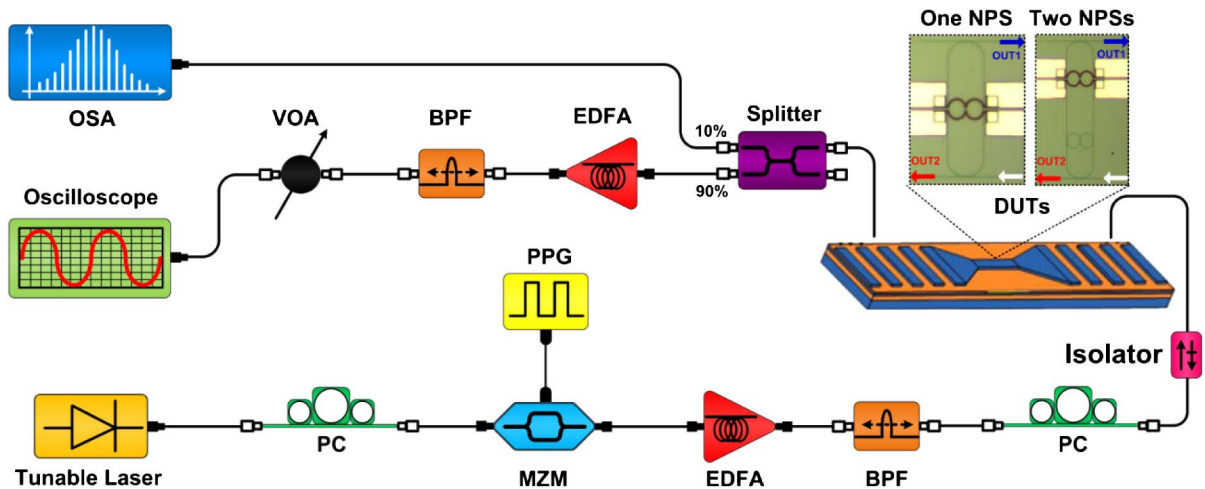 One NPS
Two NPSs
OUT1
OUT1
OSA
VOA
BPF
EDFA
10%
90%
Splitter
OUT2
OUT2
DUTs
Oscilloscope
PPG
Isolator
Tunable Laser
PC
MZM
EDFA
BPF
PC